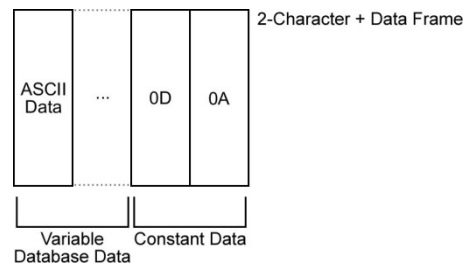 2-Character + Data Frame
ASCII
Data
...
0D
0A
Variable
Database Data
Constant Data